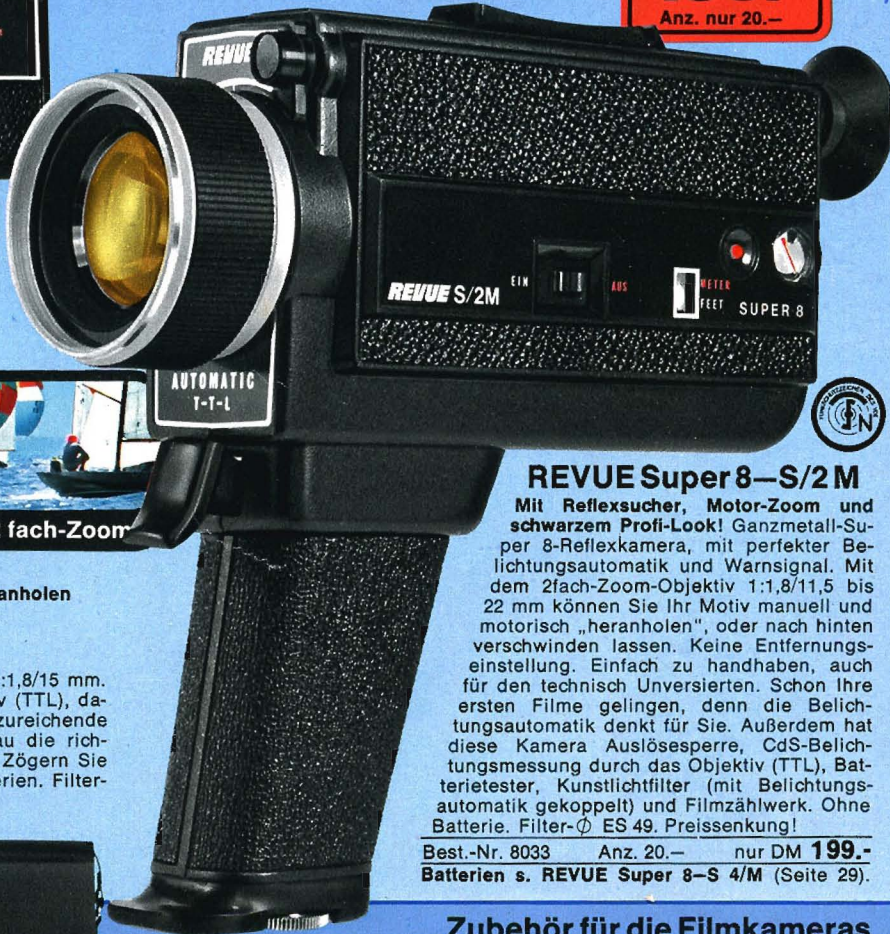 Anz. nur 20.—
REVUE
REVUE S/2M
EIN
AUS
METER
FEET
SUPER 8
AUTOMATIC
T-T-L
fach-Zoom
anholen
:1,8/15 mm.
v (TTL), da-
zureichende
au die rich-
Zögern Sie
erien. Filter-
REVUE Super 8—S/2 M
Mit Reflexsucher, Motor-Zoom und
schwarzem Profi-Look! Ganzmetall-Su-
per 8-Reflexkamera, mit perfekter Be-
lichtungsautomatik und Warnsignal. Mit
dem 2fach-Zoom-Objektiv 1:1,8/11,5 bis
22 mm können Sie Ihr Motiv manuell und
motorisch „heranholen", oder nach hinten
verschwinden lassen. Keine Entfernungs-
einstellung. Einfach zu handhaben, auch
für den technisch Unversierten. Schon Ihre
ersten Filme gelingen, denn die Belich-
tungsautomatik denkt für Sie. Außerdem hat
diese Kamera Auslösesperre, CdS-Belich-
tungsmessung durch das Objektiv (TTL), Bat-
terietester, Kunstlichtfilter (mit Belichtungs-
automatik gekoppelt) und Filmzählwerk. Ohne
Batterie. Filter-∅ ES 49. Preissenkung!
Best.-Nr. 8033 Anz. 20.— nur DM 199.-
Batterien s. REVUE Super 8—S 4/M (Seite 29).
Zubehör für die Filmkameras